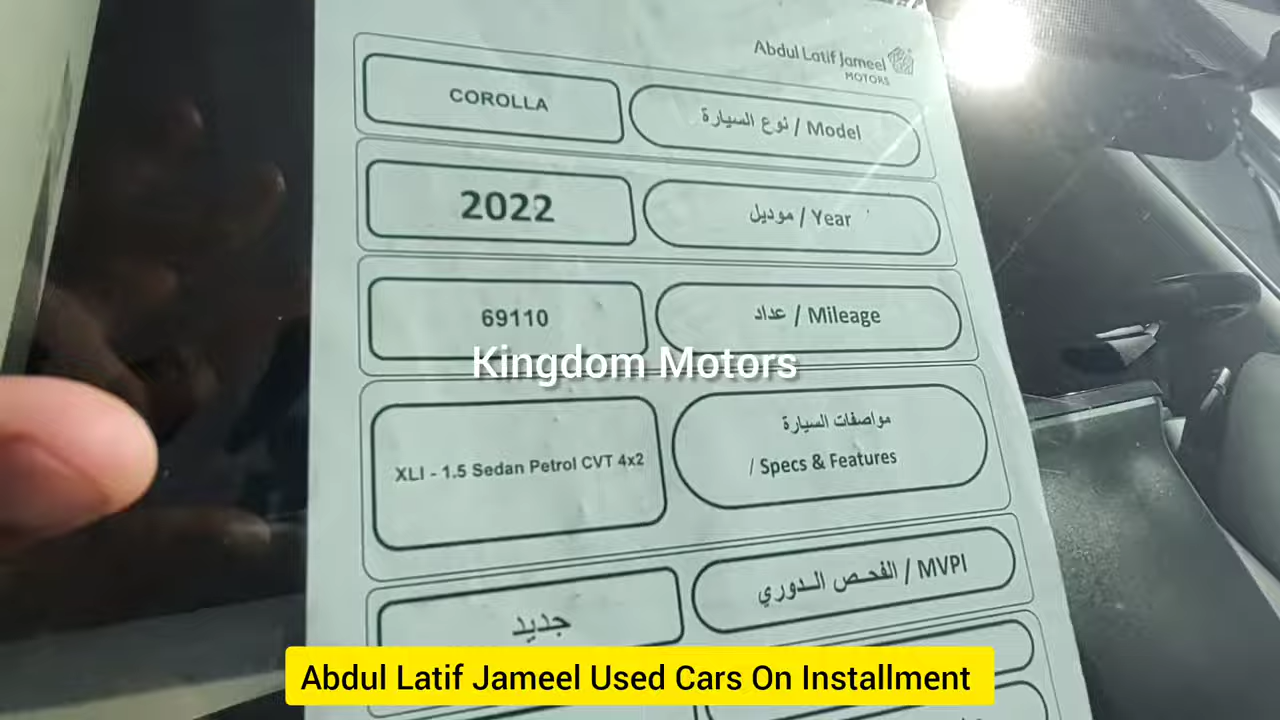 Abdul Latif Jameel
MOTORS
COROLLA
نوع السيارة / Model
2022
موديل / Year
69110
عداد / Mileage
Kingdom Motors
XLI - 1.5 Sedan Petrol CVT 4x2
مواصفات السيارة
/ Specs & Features
جديد
الفحص الدوري / MVPI
Abdul Latif Jameel Used Cars On Installment